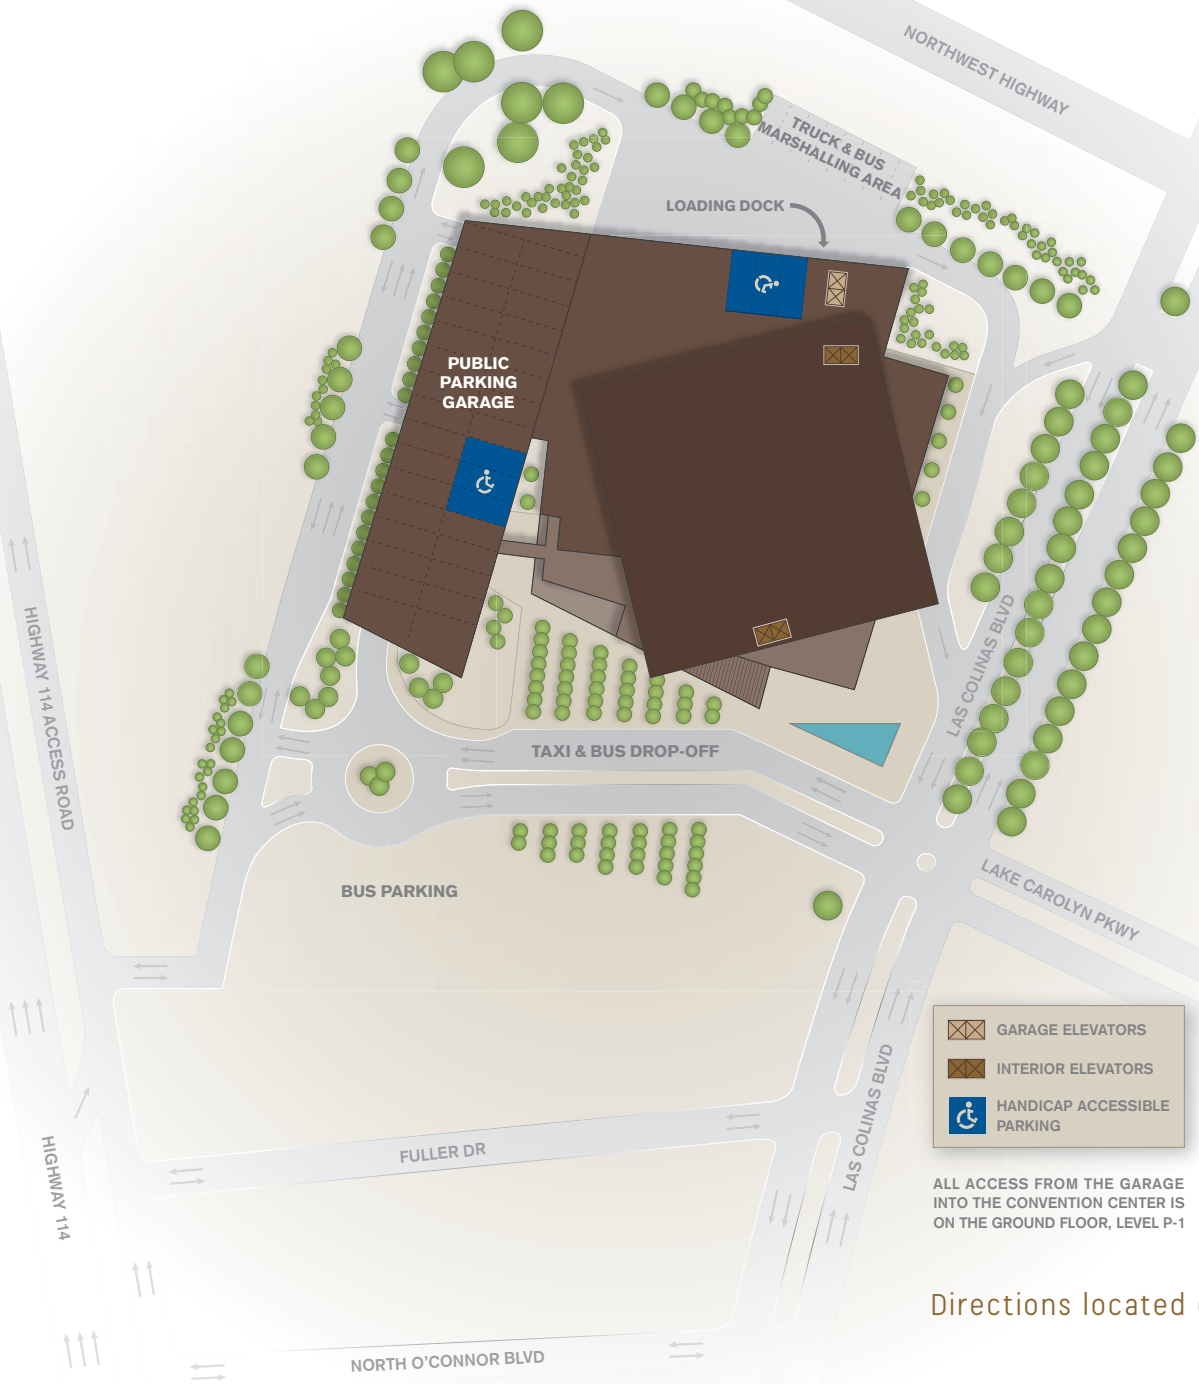 NORTHWEST HIGHWAY
TRUCK & BUS
MARSHALLING AREA
LOADING DOCK
PUBLIC
PARKING
GARAGE
HIGHWAY 114 ACCESS ROAD
LAS COLINAS BLVD
TAXI & BUS DROP-OFF
BUS PARKING
LAKE CAROLYN PKWY
GARAGE ELEVATORS
INTERIOR ELEVATORS
HANDICAP ACCESSIBLE
PARKING
LAS COLINAS BLVD
FULLER DR
HIGHWAY 114
ALL ACCESS FROM THE GARAGE
INTO THE CONVENTION CENTER IS
ON THE GROUND FLOOR, LEVEL P-1
Directions located
NORTH O'CONNOR BLVD